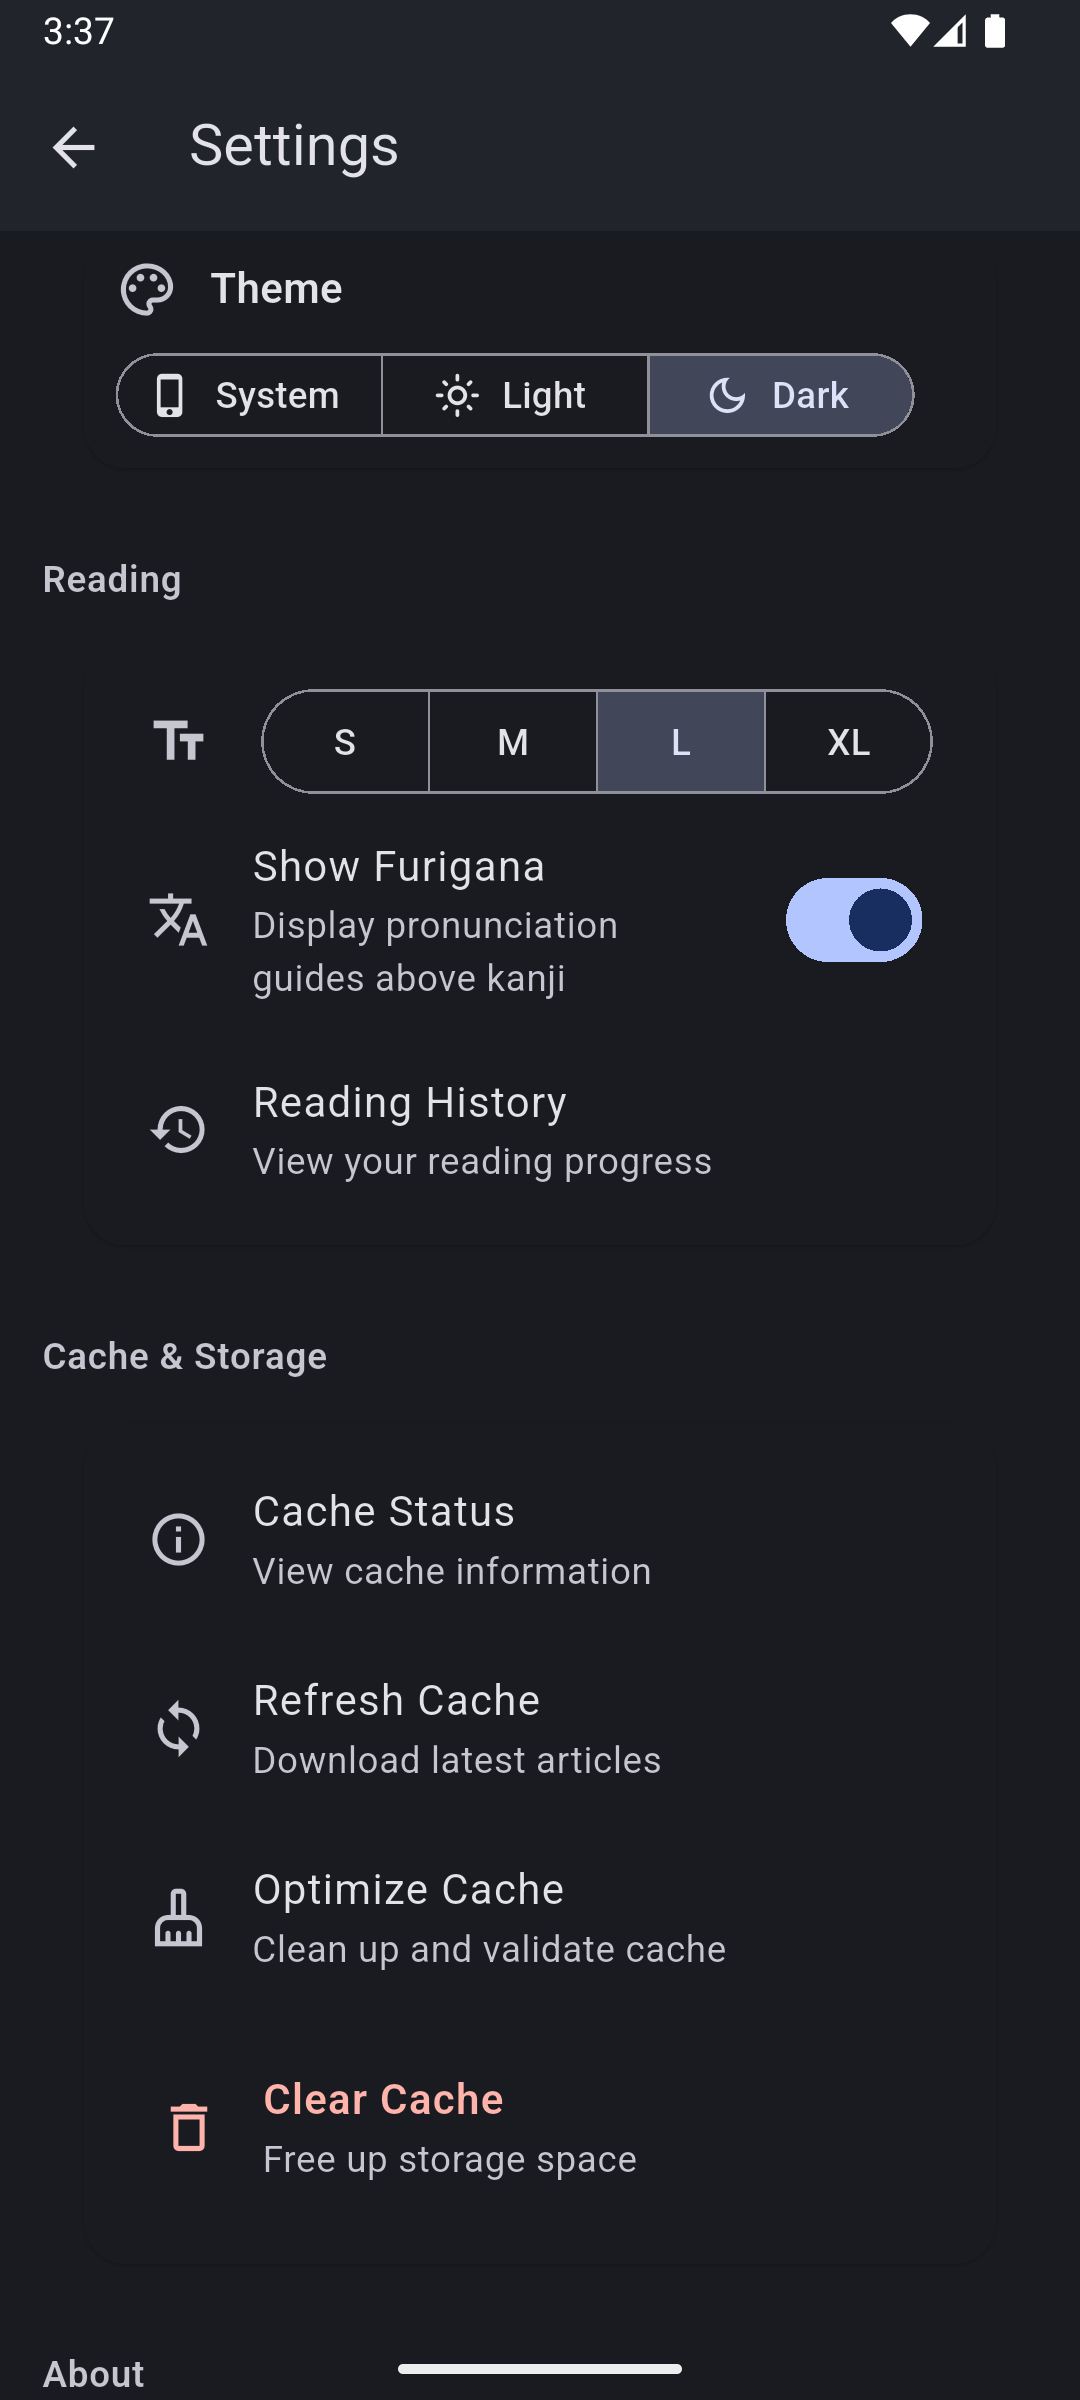 3:37
Settings
Theme
System Light Dark
Reading
S M L XL
Show Furigana
Display pronunciation
guides above kanji
Reading History
View your reading progress
Cache & Storage
Cache Status
View cache information
Refresh Cache
Download latest articles
Optimize Cache
Clean up and validate cache
Clear Cache
Free up storage space
About